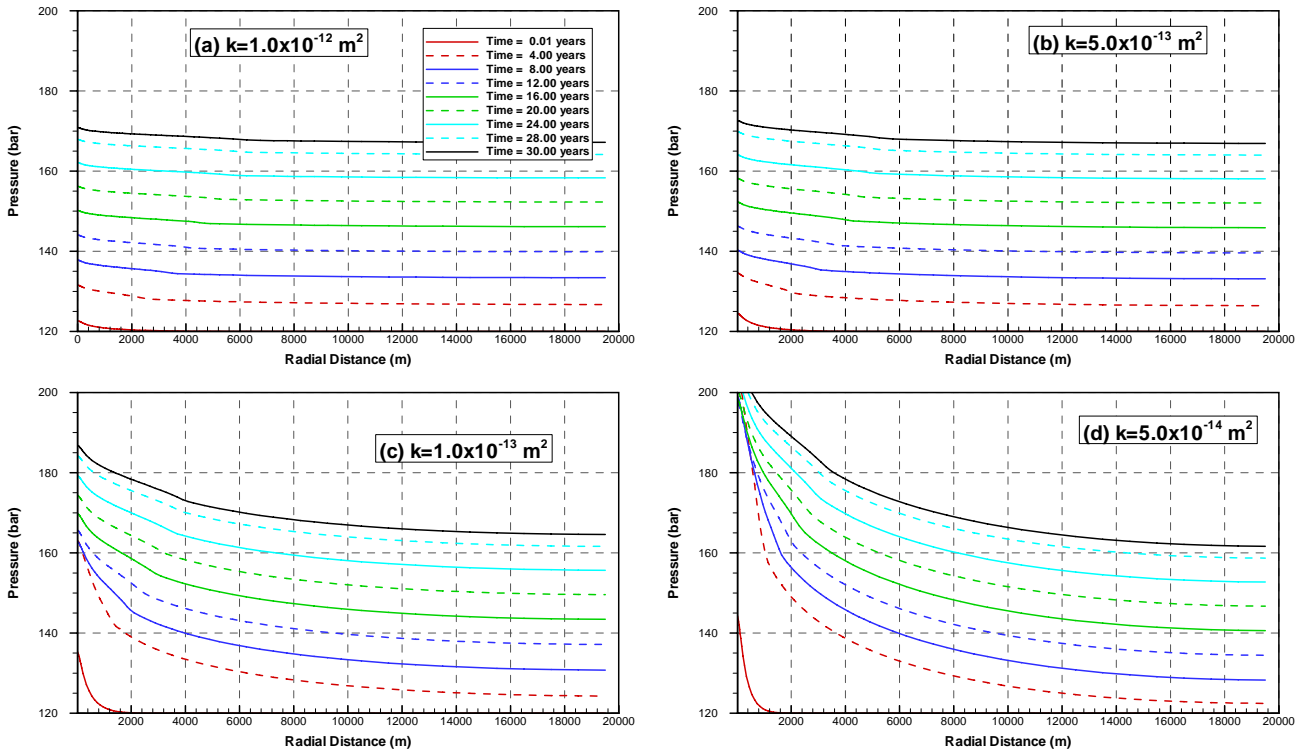 200
180
160
140
120
Pressure (bar)
(a) k=1.0x10⁻¹² m²
Time = 0.01 years
Time = 4.00 years
Time = 8.00 years
Time = 12.00 years
Time = 16.00 years
Time = 20.00 years
Time = 24.00 years
Time = 28.00 years
Time = 30.00 years
0 2000 4000 6000 8000 10000 12000 14000 16000 18000 20000
Radial Distance (m)
200
180
160
140
120
Pressure (bar)
(b) k=5.0x10⁻¹³ m²
2000 4000 6000 8000 10000 12000 14000 16000 18000 20000
Radial Distance (m)
200
180
160
140
120
Pressure (bar)
(c) k=1.0x10⁻¹³ m²
2000 4000 6000 8000 10000 12000 14000 16000 18000 20000
Radial Distance (m)
200
180
160
140
120
Pressure (bar)
(d) k=5.0x10⁻¹⁴ m²
2000 4000 6000 8000 10000 12000 14000 16000 18000 20000
Radial Distance (m)